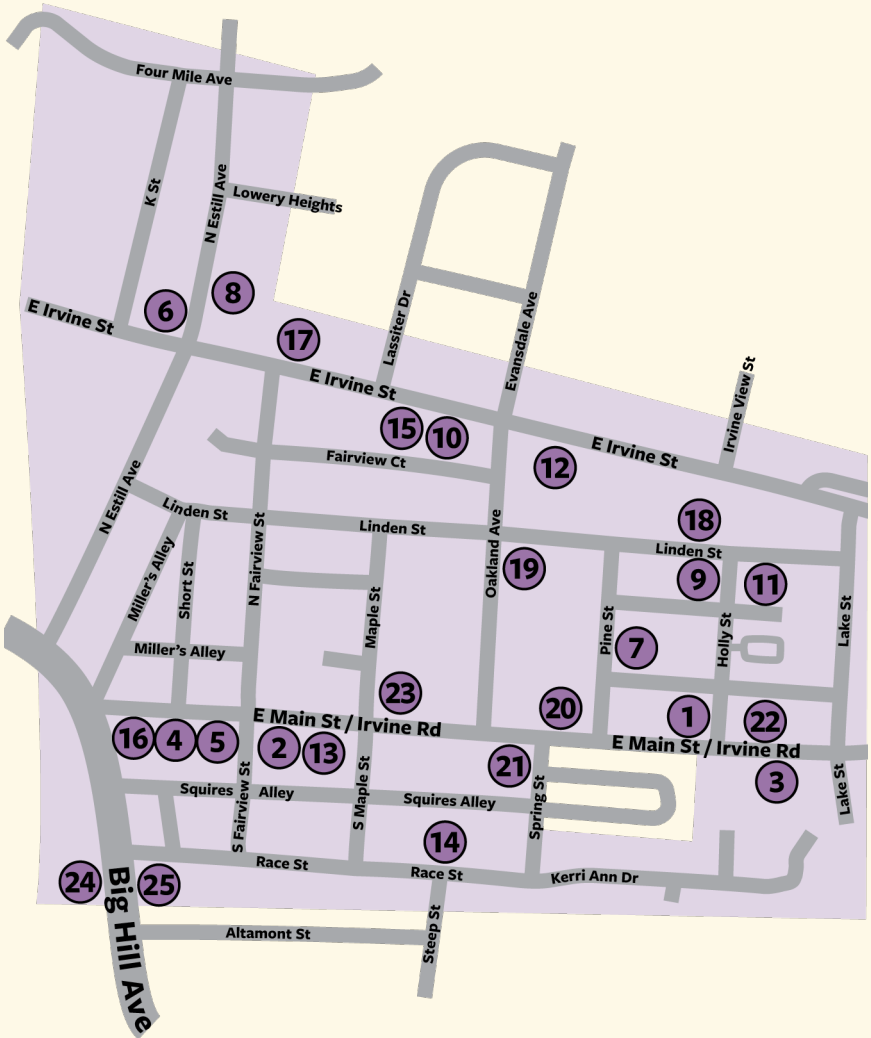 Four Mile Ave
K St
N Estill Ave
Lowery Heights
8
6
E Irvine St
17
Lassiter Dr
Evansdale Ave
E Irvine St
Irvine View St
15
10
Fairview Ct
E Irvine St
12
N Estill Ave
Linden St
Linden St
18
Linden St
Miller's Alley
Short St
N Fairview St
Maple St
Oakland Ave
19
9
11
Pine St
Holly St
Lake St
7
Miller's Alley
23
20
1
22
E Main St / Irvine Rd
E Main St / Irvine Rd
16
4
5
2
13
21
3
Squires Alley
Squires Alley
S Fairview St
S Maple St
Spring St
Lake St
14
Race St
Race St
Kerri Ann Dr
24
25
Big Hill Ave
Altamont St
Steep St